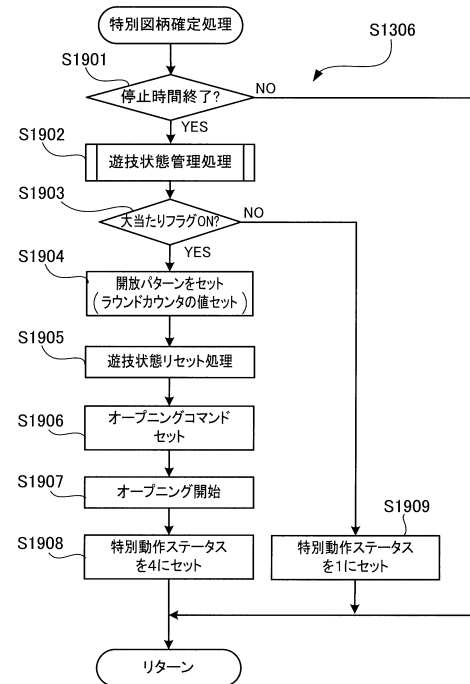 特別図柄確定処理
S1306
S1901
停止時間終了?
NO
YES
S1902
遊技状態管理処理
S1903
大当たりフラグON?
NO
YES
S1904
開放パターンをセット
(ラウンドカウンタの値セット)
S1905
遊技状態リセット処理
S1906
オープニングコマンド
セット
S1907
オープニング開始
S1908
特別動作ステータス
を4にセット
S1909
特別動作ステータス
を1にセット
リターン